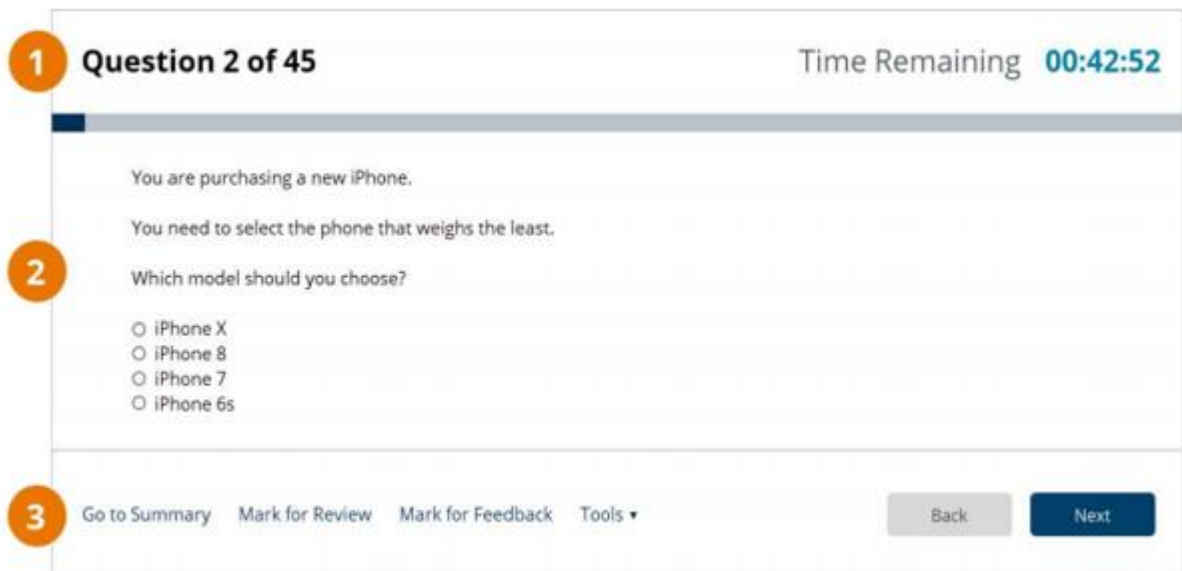 1 Question 2 of 45 Time Remaining 00:42:52
You are purchasing a new iPhone.
You need to select the phone that weighs the least.
2
Which model should you choose?
iPhone X
iPhone 8
iPhone 7
iPhone 6s
3 Go to Summary Mark for Review Mark for Feedback Tools Back Next